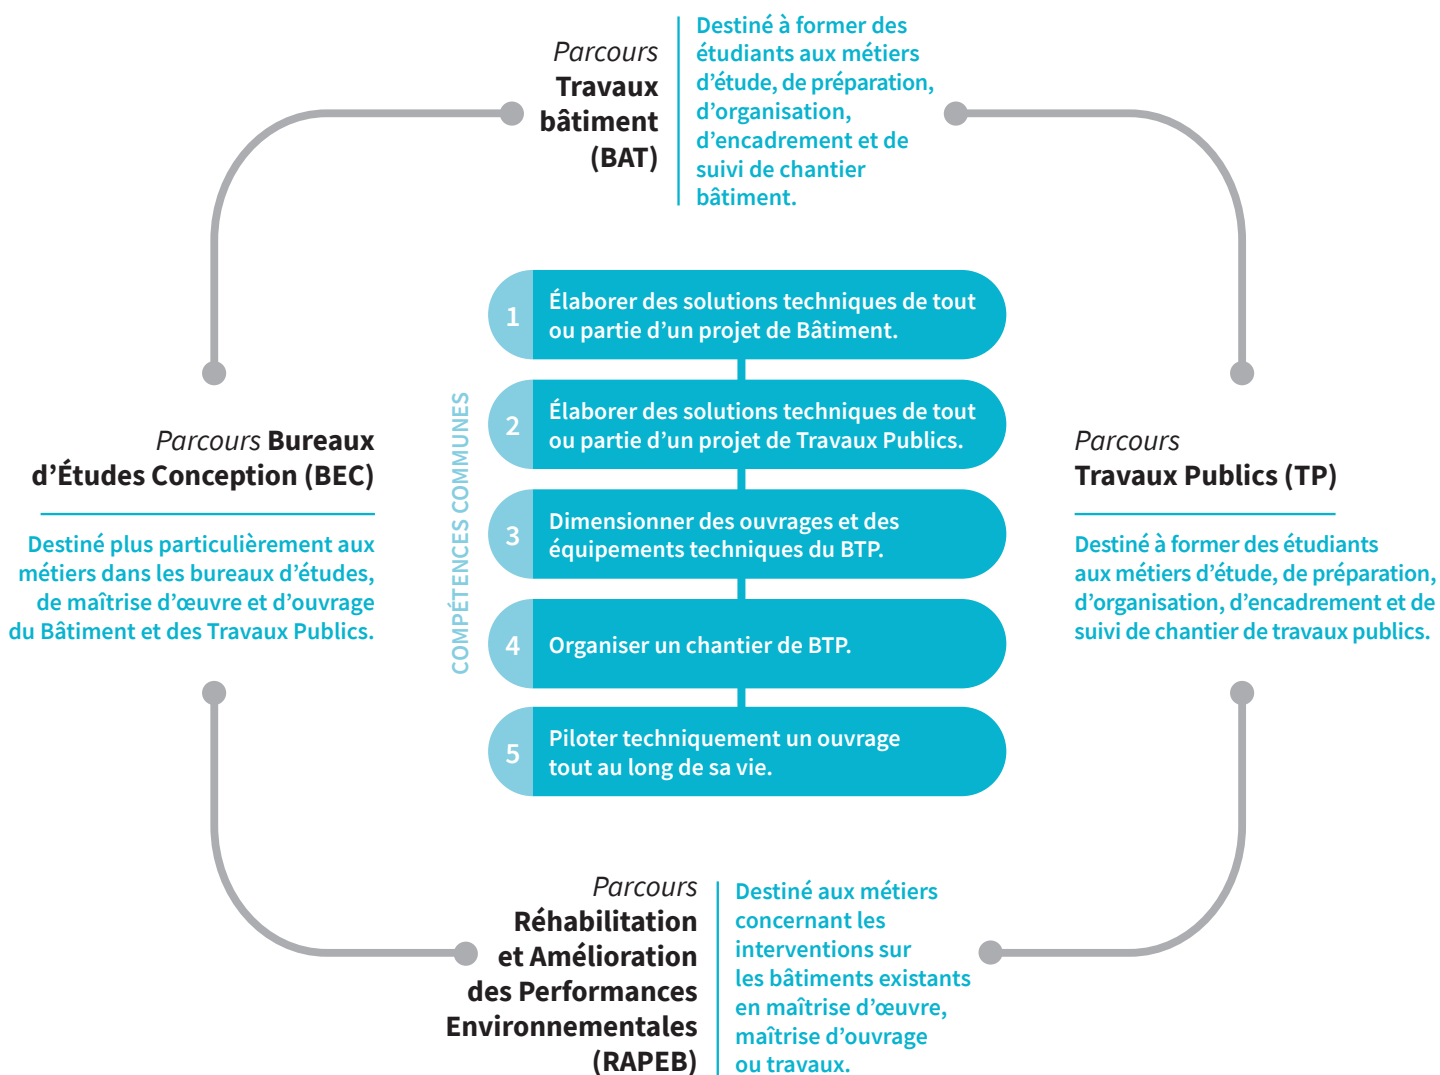 Parcours
Travaux
bâtiment
(BAT)
Destiné à former des
étudiants aux métiers
d’étude, de préparation,
d’organisation,
d’encadrement et de
suivi de chantier
bâtiment.
Parcours Bureaux
d’Études Conception (BEC)
Destiné plus particulièrement aux
métiers dans les bureaux d’études,
de maîtrise d’œuvre et d’ouvrage
du Bâtiment et des Travaux Publics.
COMPÉTENCES COMMUNES
1
Élaborer des solutions techniques de tout
ou partie d’un projet de Bâtiment.
2
Élaborer des solutions techniques de tout
ou partie d’un projet de Travaux Publics.
3
Dimensionner des ouvrages et des
équipements techniques du BTP.
4
Organiser un chantier de BTP.
5
Piloter techniquement un ouvrage
tout au long de sa vie.
Parcours
Travaux Publics (TP)
Destiné à former des étudiants
aux métiers d’étude, de préparation,
d’organisation, d’encadrement et de
suivi de chantier de travaux publics.
Parcours
Réhabilitation
et Amélioration
des Performances
Environnementales
(RAPEB)
Destiné aux métiers
concernant les
interventions sur
les bâtiments existants
en maîtrise d’œuvre,
maîtrise d’ouvrage
ou travaux.